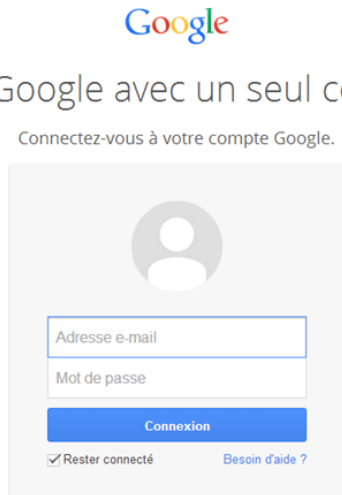 Google
Google avec un seul co
Connectez-vous à votre compte Google.
Adresse e-mail
Mot de passe
Connexion
Rester connecté
Besoin d'aide ?